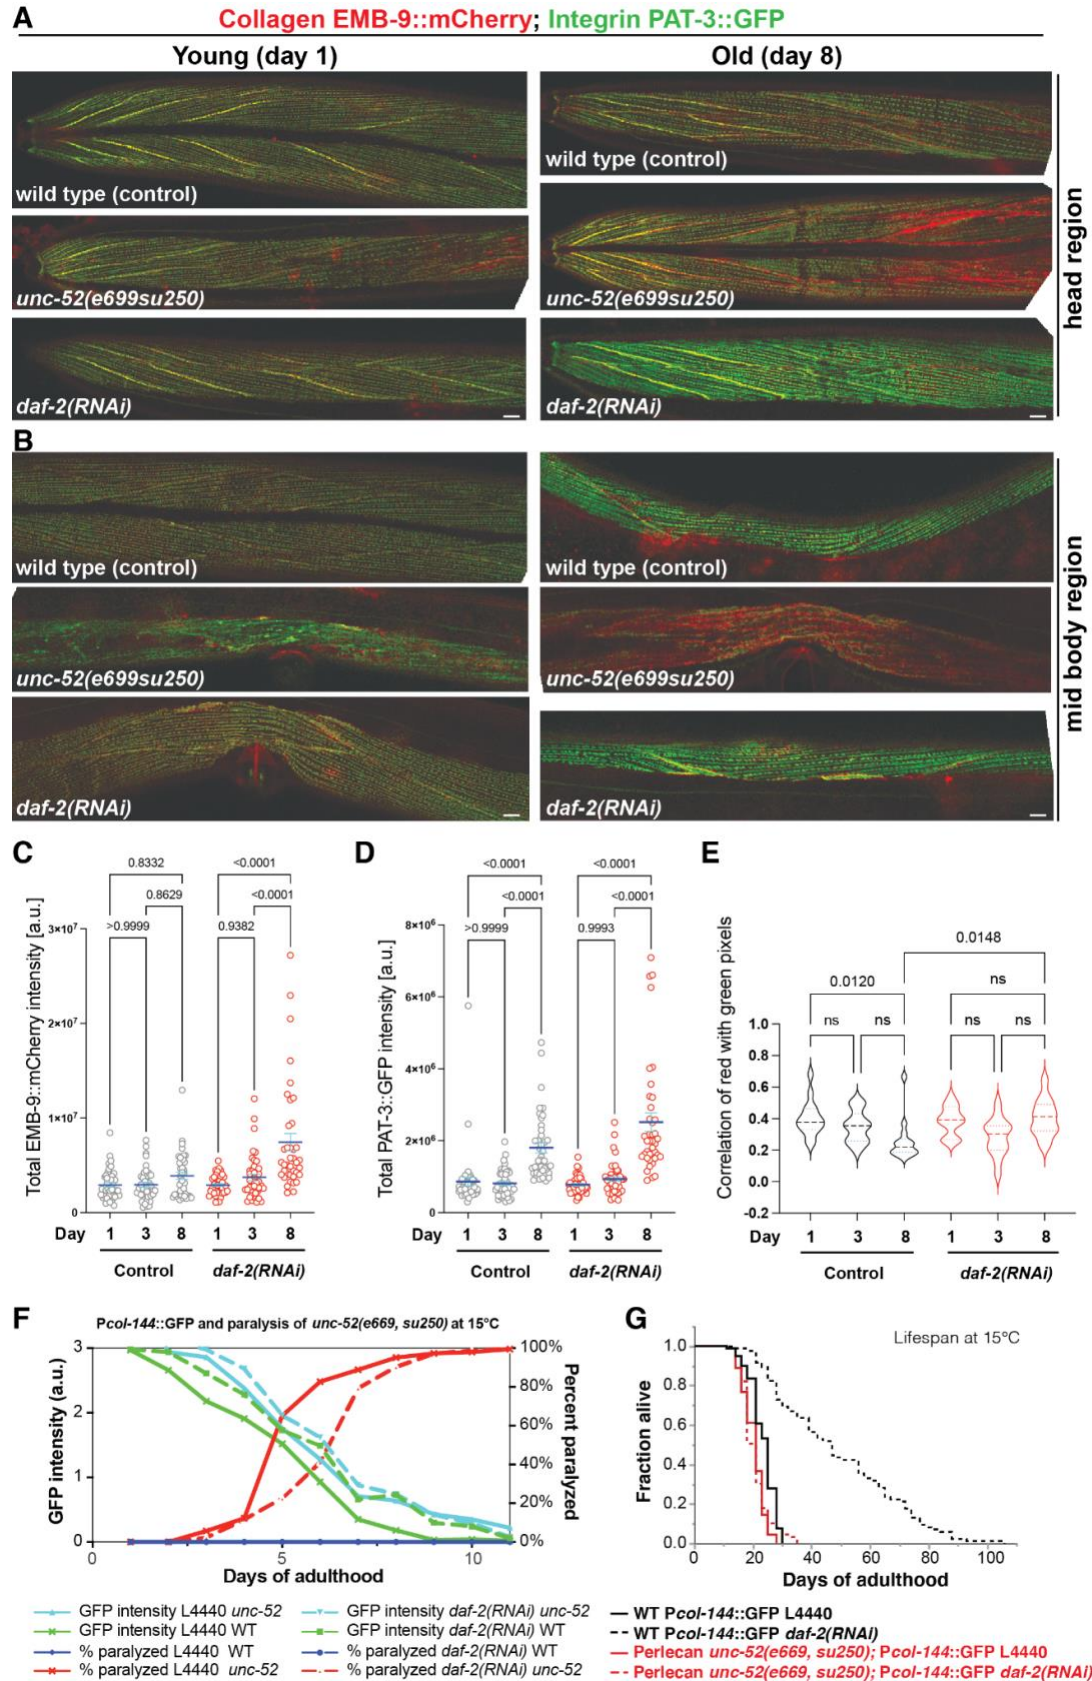 A
Collagen EMB-9::mCherry; Integrin PAT-3::GFP
Young (day 1)
Old (day 8)
wild type (control)
wild type (control)
unc-52(e699su250)
unc-52(e699su250)
daf-2(RNAi)
daf-2(RNAi)
head region
B
wild type (control)
wild type (control)
unc-52(e699su250)
unc-52(e699su250)
daf-2(RNAi)
daf-2(RNAi)
mid body region
C
Total EMB-9::mCherry intensity [a.u.]
3×10⁷
2×10⁷
1×10⁷
0
0.8332
0.8629
>0.9999
<0.0001
<0.0001
0.9382
Day 1 3 8 1 3 8
Control daf-2(RNAi)
D
Total PAT-3::GFP intensity [a.u.]
8×10⁶
6×10⁶
4×10⁶
2×10⁶
0
<0.0001
<0.0001
>0.9999
<0.0001
<0.0001
0.9993
Day 1 3 8 1 3 8
Control daf-2(RNAi)
E
Correlation of red with green pixels
1.0
0.8
0.6
0.4
0.2
0.0
-0.2
0.0148
0.0120
ns
ns ns
ns ns
Day 1 3 8 1 3 8
Control daf-2(RNAi)
F
Pcol-144::GFP and paralysis of unc-52(e669, su250) at 15°C
GFP intensity (a.u.)
3
2
1
0
Percent paralyzed
100%
80%
60%
40%
20%
0%
0 5 10
Days of adulthood
GFP intensity L4440 unc-52
GFP intensity L4440 WT
% paralyzed L4440 WT
% paralyzed L4440 unc-52
GFP intensity daf-2(RNAi) unc-52
GFP intensity daf-2(RNAi) WT
% paralyzed daf-2(RNAi) WT
% paralyzed daf-2(RNAi) unc-52
G
Lifespan at 15°C
Fraction alive
1.0
0.8
0.6
0.4
0.2
0.0
0 20 40 60 80 100
Days of adulthood
WT Pcol-144::GFP L4440
WT Pcol-144::GFP daf-2(RNAi)
Perlecan unc-52(e669, su250); Pcol-144::GFP L4440
Perlecan unc-52(e669, su250); Pcol-144::GFP daf-2(RNAi)